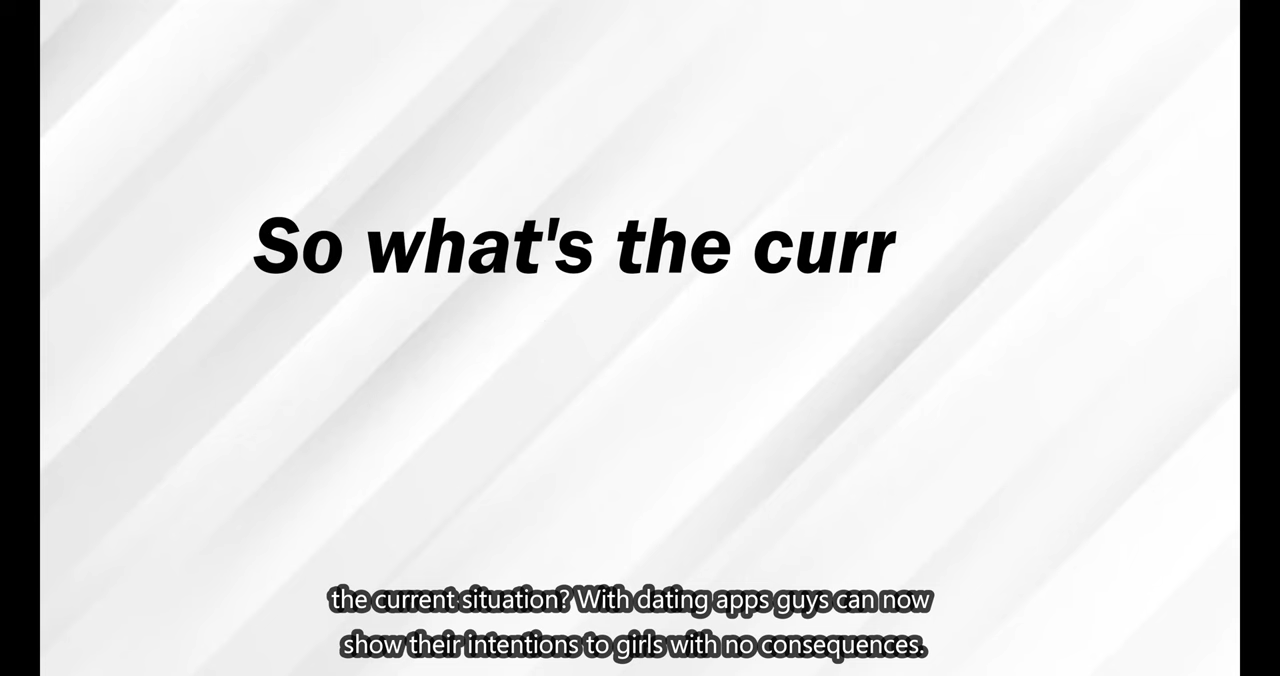 So what's the curr
the current situation? With dating apps guys can now
show their intentions to girls with no consequences.